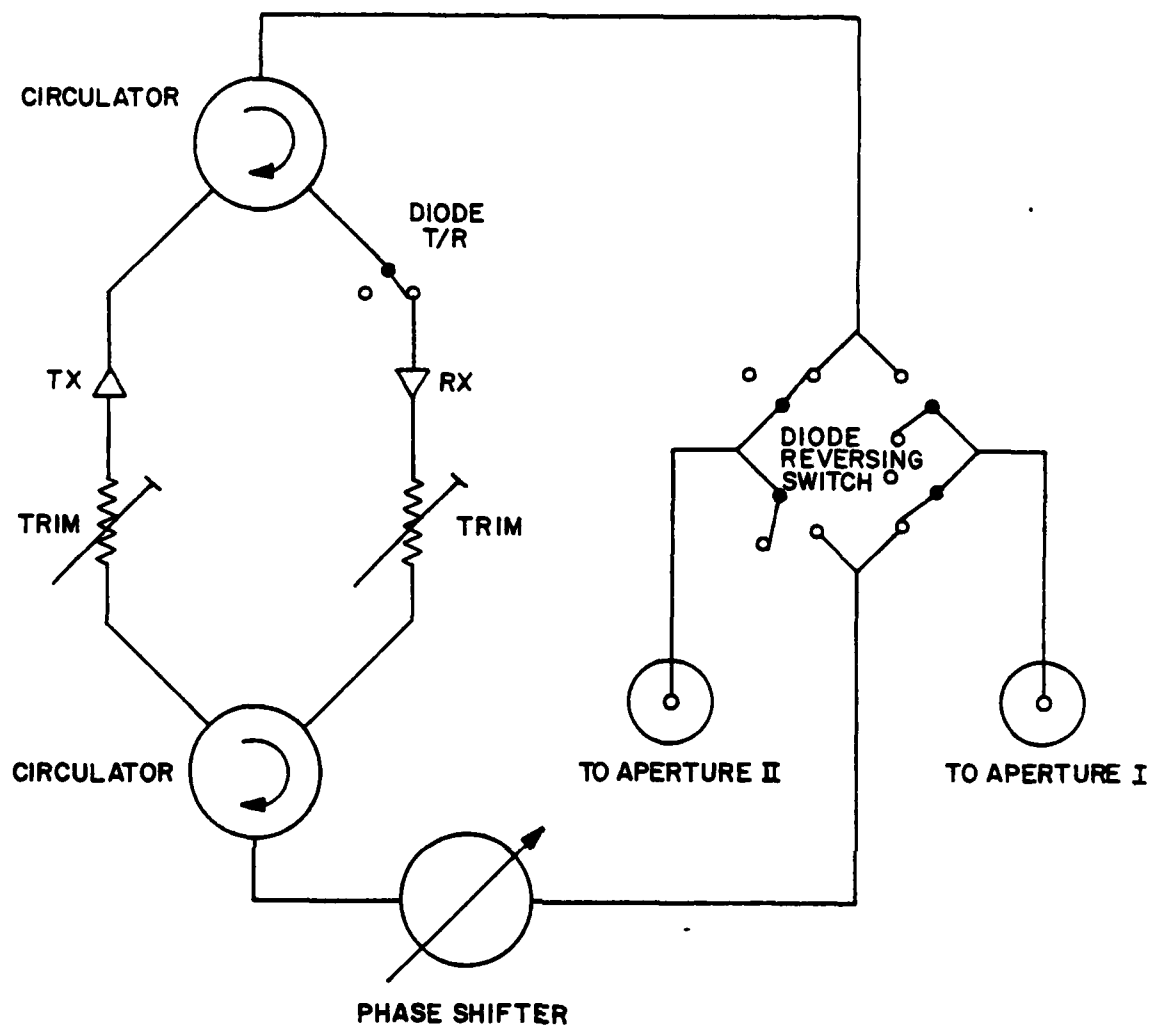 CIRCULATOR
DIODE
T/R
TX
RX
DIODE
REVERSING
SWITCH
TRIM
TRIM
CIRCULATOR
TO APERTURE II
TO APERTURE I
PHASE SHIFTER